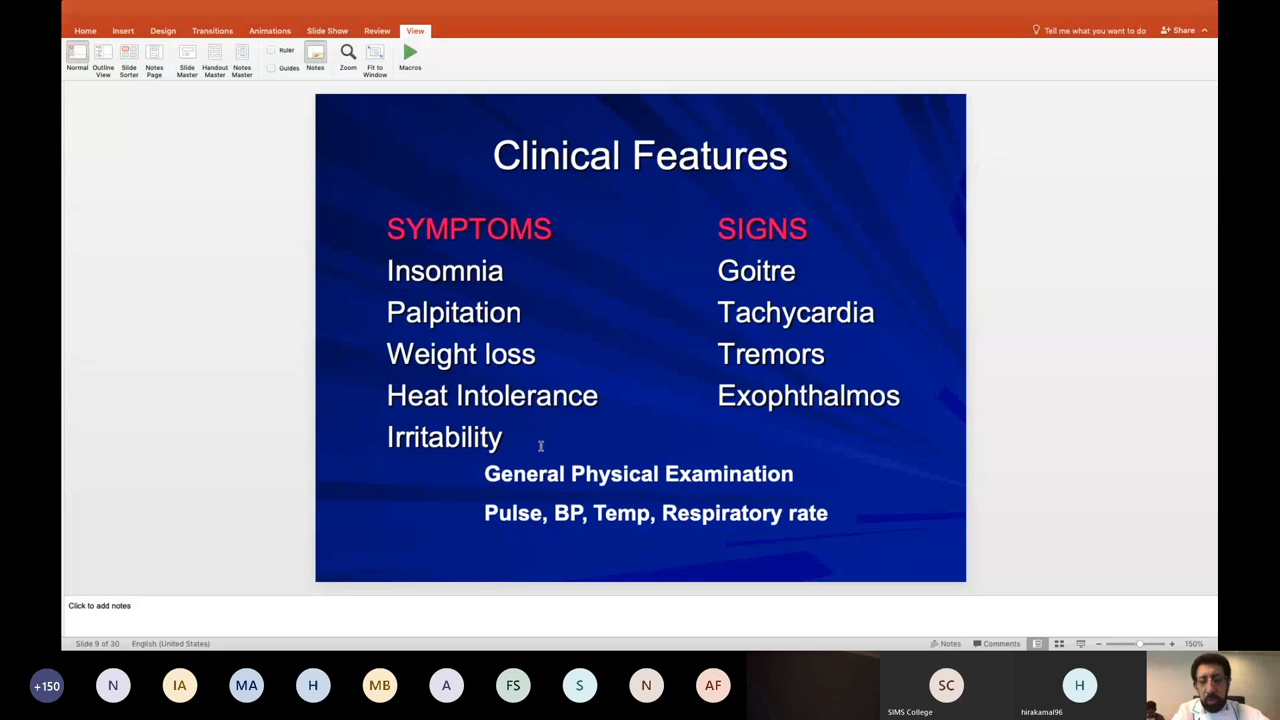 Home Insert Design Transitions Animations Slide Show Review View
Tell me what you want to do Share
Normal Outline View Slide Sorter Notes Page Slide Master Handout Master Notes Master Ruler Guides Notes Zoom Fit to Window Macros
Clinical Features
SYMPTOMS SIGNS
Insomnia Goitre
Palpitation Tachycardia
Weight loss Tremors
Heat Intolerance Exophthalmos
Irritability
General Physical Examination
Pulse, BP, Temp, Respiratory rate
Click to add notes
Slide 9 of 30 English (United States) Notes Comments 150%
+150 N IA MA H MB A FS S N AF SC H
SIMS College hirakamal96